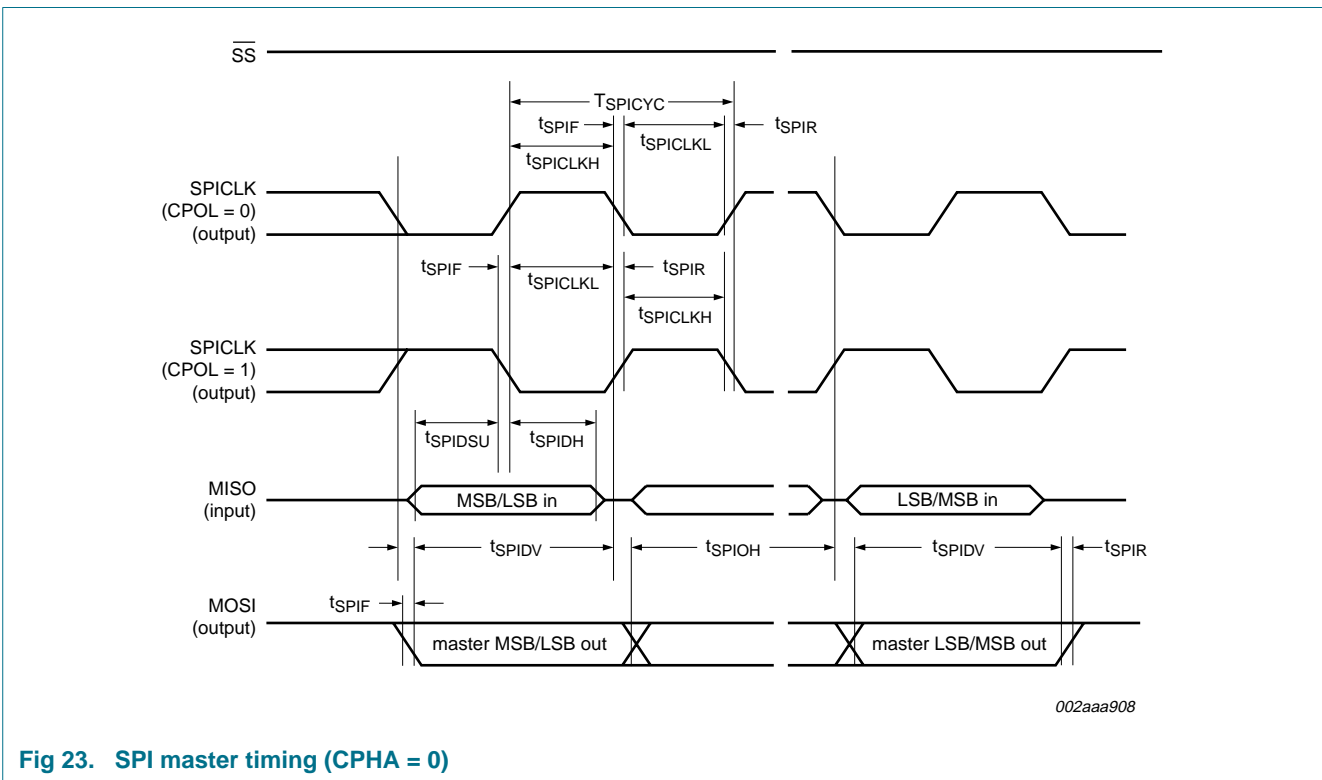 SS
TSPICYC
tSPIF
tSPICLKL
tSPIR
tSPICLKH
SPICLK
(CPOL = 0)
(output)
tSPIF
tSPICLKL
tSPIR
tSPICLKH
SPICLK
(CPOL = 1)
(output)
tSPIDSU
tSPIDH
MISO
(input)
MSB/LSB in
LSB/MSB in
tSPIDV
tSPIOH
tSPIDV
tSPIR
tSPIF
MOSI
(output)
master MSB/LSB out
master LSB/MSB out
002aaa908
Fig 23. SPI master timing (CPHA = 0)